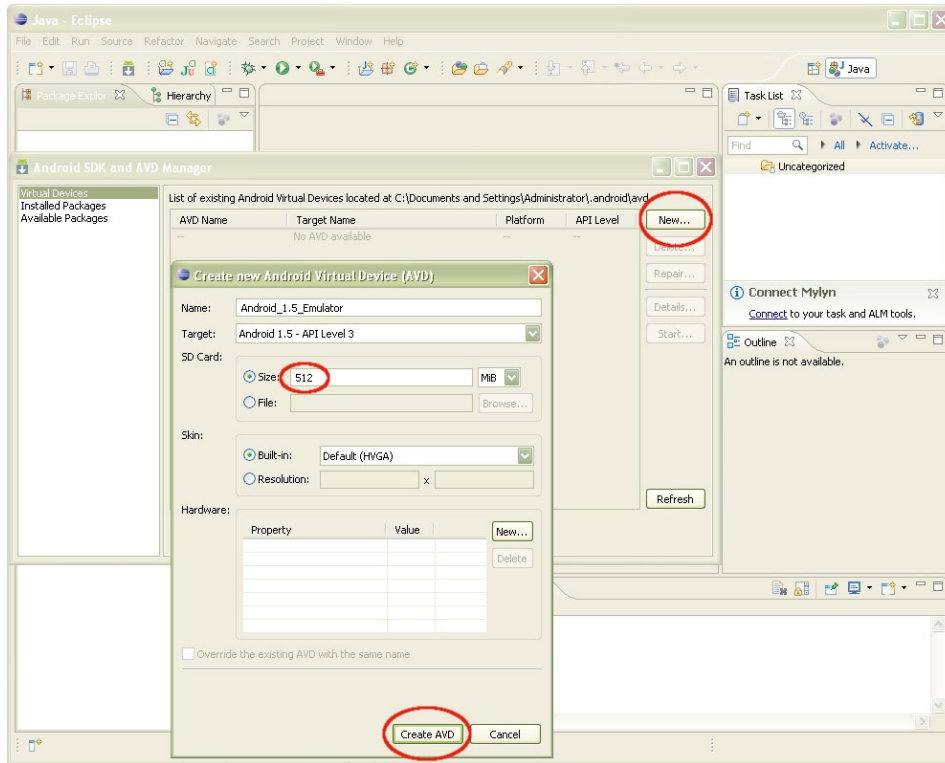 Java - Eclipse
File Edit Run Source Refactor Navigate Search Project Window Help
Java
Package Explor
Hierarchy
Task List
Find
All
Activate...
Uncategorized
Android SDK and AVD Manager
Virtual Devices
Installed Packages
Available Packages
List of existing Android Virtual Devices located at C:\Documents and Settings\Administrator\.android\avd
AVD Name Target Name Platform API Level
-- No AVD available -- --
New...
Delete...
Repair...
Details...
Start...
Refresh
Create new Android Virtual Device (AVD)
Name: Android_1.5_Emulator
Target: Android 1.5 - API Level 3
SD Card:
Size: 512 MiB
File: Browse...
Skin:
Built-in: Default (HVGA)
Resolution: x
Hardware:
Property Value New...
Delete
Override the existing AVD with the same name
Create AVD Cancel
Connect Mylyn
Connect to your task and ALM tools.
Outline
An outline is not available.